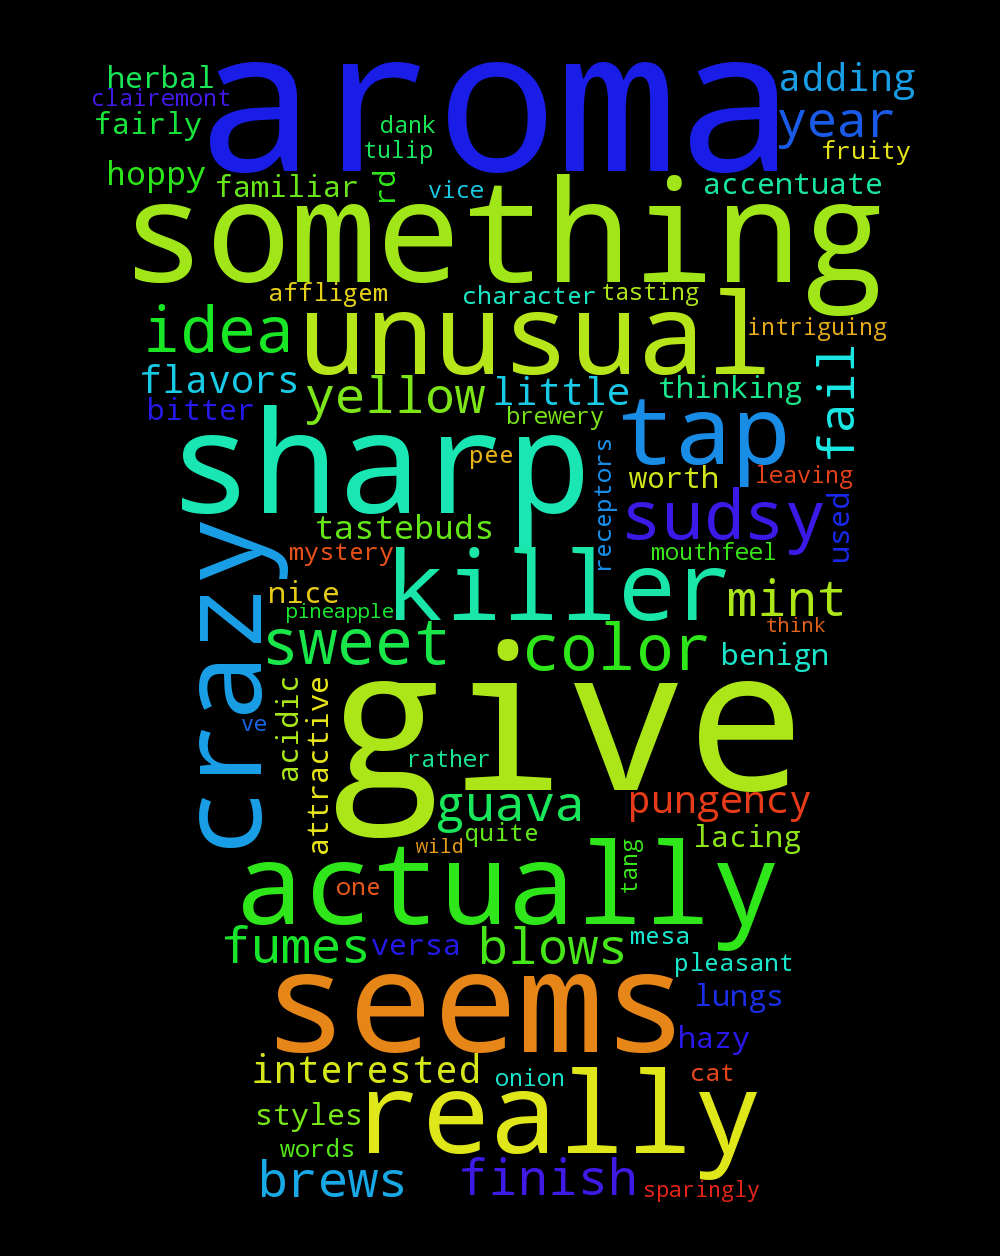 aroma
herbal
adding
clairemont
year
fairly
dank
tulip
fruity
hoppy
familiar
rd
vice
accentuate
something
affligem
character
tasting
idea
unusual
intriguing
flavors
yellow
little
thinking
fail
bitter
brewery
tap
sharp
pee
receptors
worth
leaving
tastebuds
sudsy
used
crazy
mystery
killer
mouthfeel
nice
mint
pineapple
think
sweet
color
benign
give
acidic
attractive
ve
rather
guava
pungency
quite
lacing
wild
actually
tang
one
fumes
versa
blows
mesa
pleasant
seems
lungs
hazy
interested
onion
cat
really
styles
words
brews
finish
sparingly